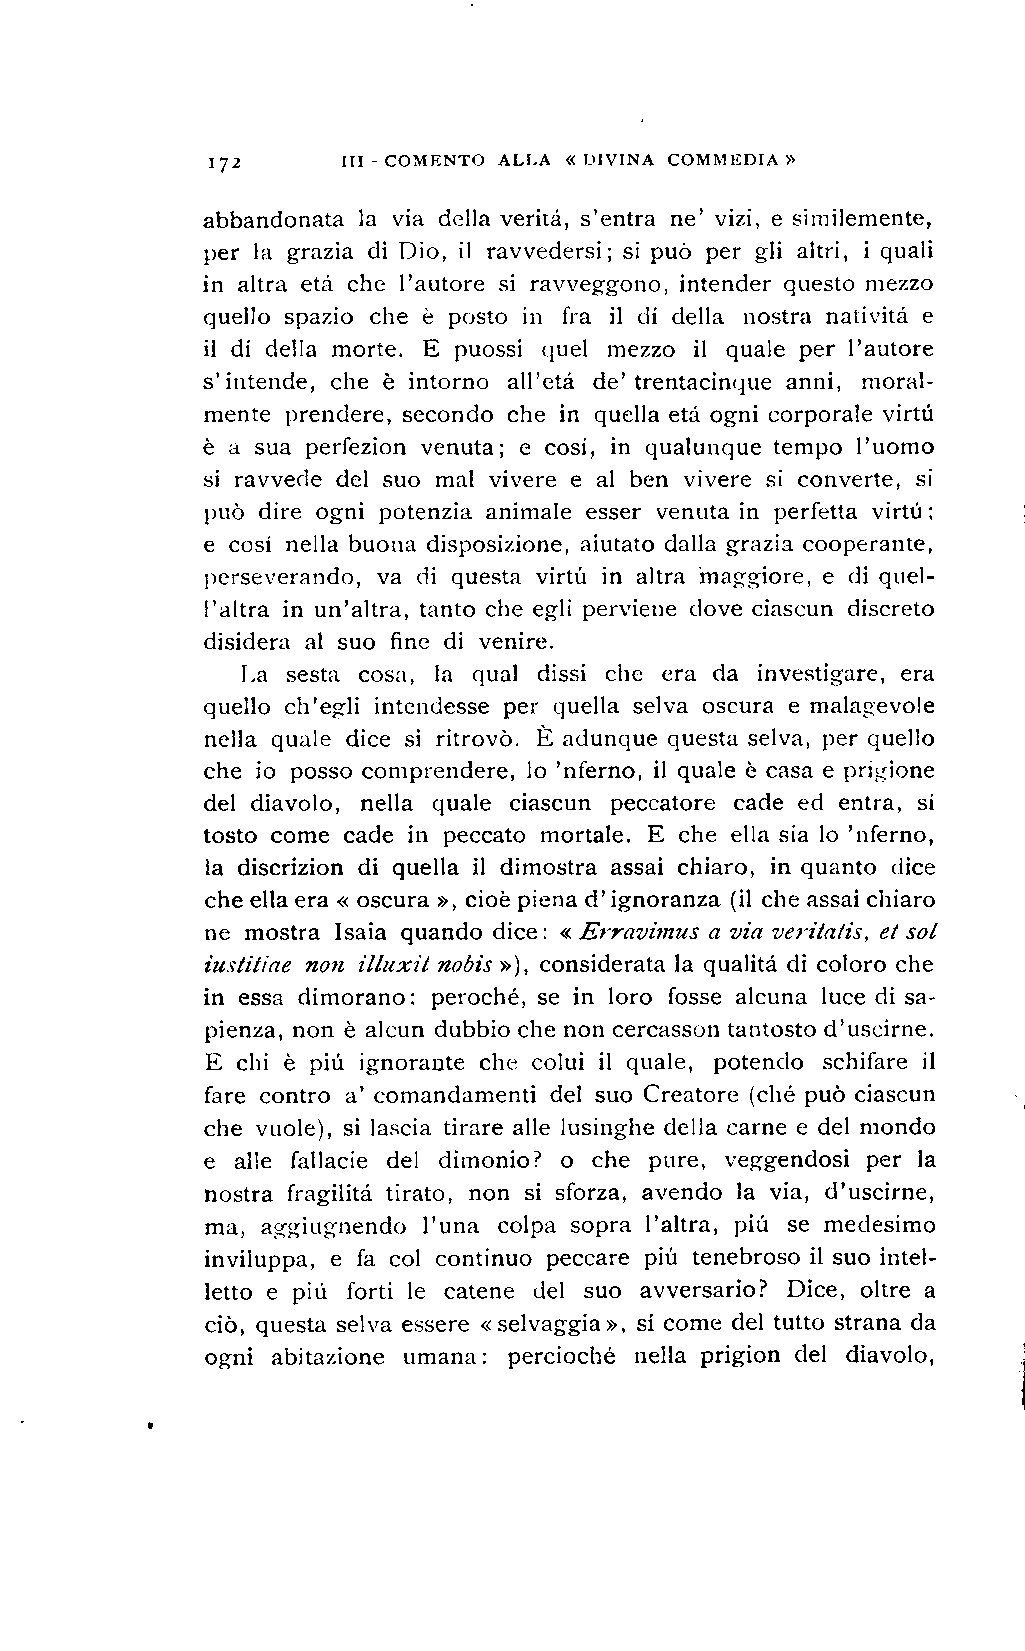 172 III - COMENTO ALLA « DIVINA COMMEDIA »
abbandonata la via della veritá, s'entra ne' vizi, e similemente,
per la grazia di Dio, il ravvedersi; si può per gli altri, i quali
in altra etá che l'autore si ravveggono, intender questo mezzo
quello spazio che è posto in fra il dí della nostra nativitá e
il dí della morte. E puossi quel mezzo il quale per l'autore
s'intende, che è intorno all'etá de' trentacinque anni, moral-
mente prendere, secondo che in quella etá ogni corporale virtú
è a sua perfezion venuta; e cosí, in qualunque tempo l'uomo
si ravvede del suo mal vivere e al ben vivere si converte, si
può dire ogni potenzia animale esser venuta in perfetta virtú;
e cosí nella buona disposizione, aiutato dalla grazia cooperante,
perseverando, va di questa virtú in altra maggiore, e di quel-
l'altra in un'altra, tanto che egli perviene dove ciascun discreto
disidera al suo fine di venire.
La sesta cosa, la qual dissi che era da investigare, era
quello ch'egli intendesse per quella selva oscura e malagevole
nella quale dice si ritrovò. È adunque questa selva, per quello
che io posso comprendere, lo 'nferno, il quale è casa e prigione
del diavolo, nella quale ciascun peccatore cade ed entra, sí
tosto come cade in peccato mortale. E che ella sia lo 'nferno,
la discrizion di quella il dimostra assai chiaro, in quanto dice
che ella era « oscura », cioè piena d'ignoranza (il che assai chiaro
ne mostra Isaia quando dice: « Erravimus a via veritatis, et sol
iustitiae non illuxit nobis »), considerata la qualitá di coloro che
in essa dimorano: peroché, se in loro fosse alcuna luce di sa-
pienza, non è alcun dubbio che non cercasson tantosto d'uscirne.
E chi è piú ignorante che colui il quale, potendo schifare il
fare contro a' comandamenti del suo Creatore (ché può ciascun
che vuole), si lascia tirare alle lusinghe della carne e del mondo
e alle fallacie del dimonio? o che pure, veggendosi per la
nostra fragilitá tirato, non si sforza, avendo la via, d'uscirne,
ma, aggiugnendo l'una colpa sopra l'altra, piú se medesimo
inviluppa, e fa col continuo peccare piú tenebroso il suo intel-
letto e piú forti le catene del suo avversario? Dice, oltre a
ciò, questa selva essere « selvaggia », sí come del tutto strana da
ogni abitazione umana: percioché nella prigion del diavolo,